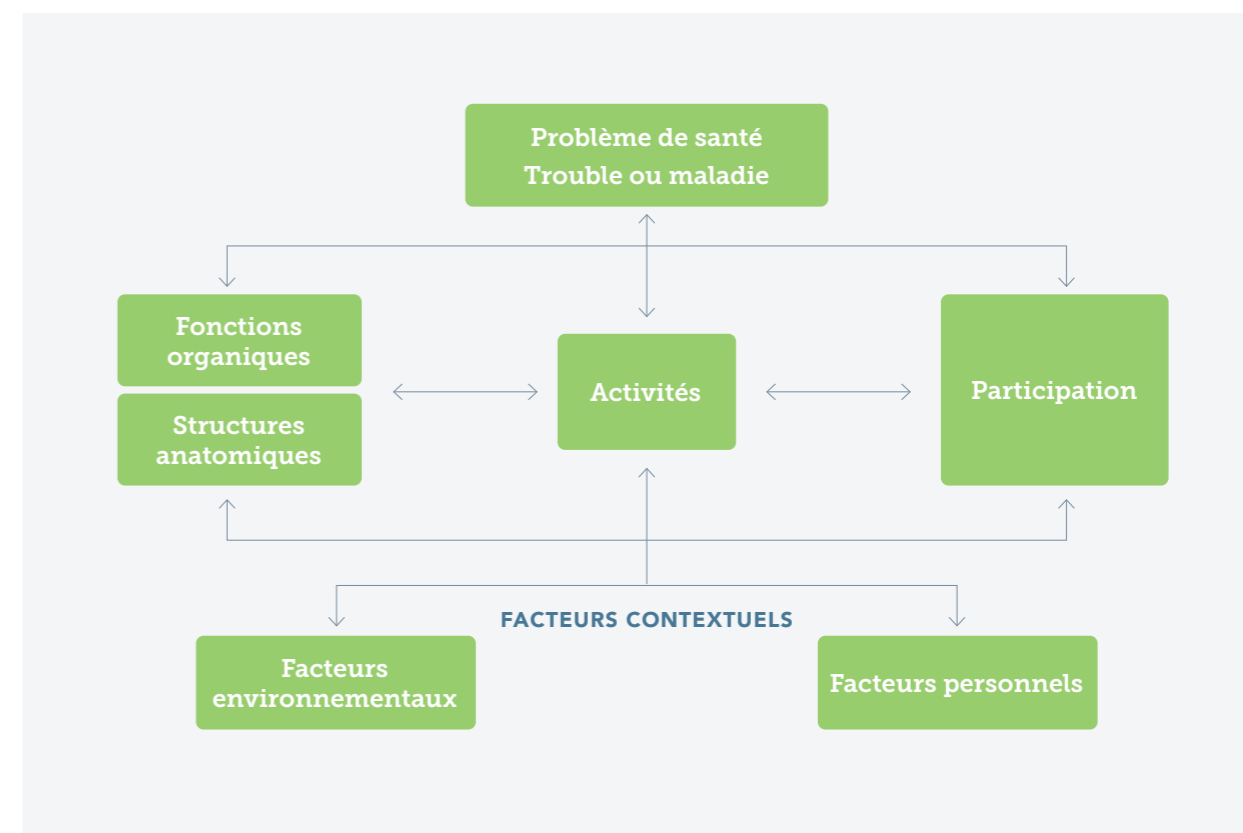 Problème de santé
Trouble ou maladie
Fonctions
organiques
Structures
anatomiques
Activités
Participation
FACTEURS CONTEXTUELS
Facteurs
environnementaux
Facteurs personnels